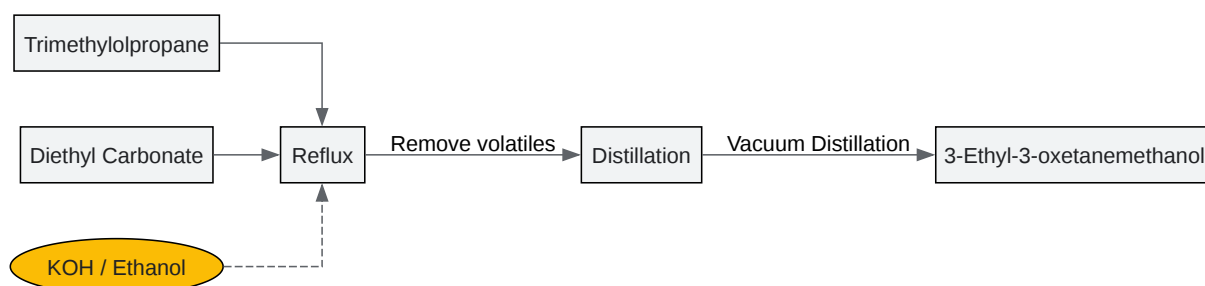 Trimethylolpropane
Diethyl Carbonate
Reflux
Remove volatiles
Distillation
Vacuum Distillation
3-Ethyl-3-oxetanemethanol
KOH / Ethanol